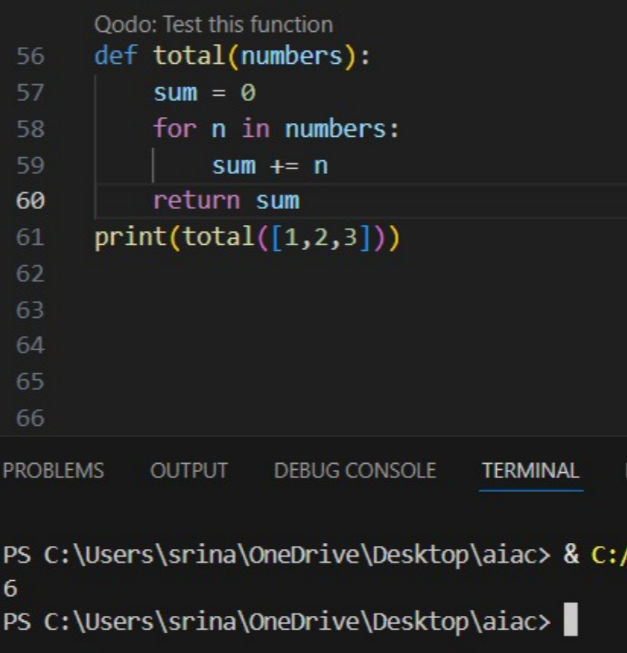 Qodo: Test this function
56 def total(numbers):
57     sum = 0
58     for n in numbers:
59         sum += n
60     return sum
61 print(total([1,2,3]))
62
63
64
65
66
PROBLEMS OUTPUT DEBUG CONSOLE TERMINAL
PS C:\Users\srina\OneDrive\Desktop\aiac> & C:/
6
PS C:\Users\srina\OneDrive\Desktop\aiac>